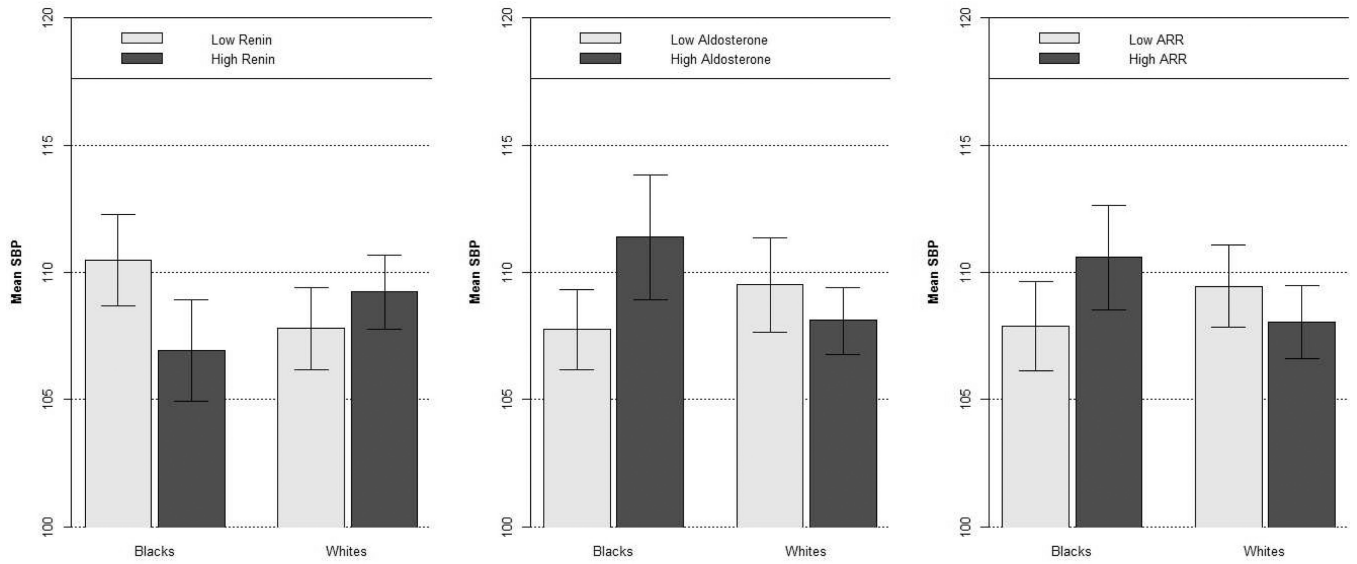 Mean SBP
120
115
110
105
100
Low Renin
High Renin
Blacks
Whites
Mean SBP
120
115
110
105
100
Low Aldosterone
High Aldosterone
Blacks
Whites
Mean SBP
120
115
110
105
100
Low ARR
High ARR
Blacks
Whites